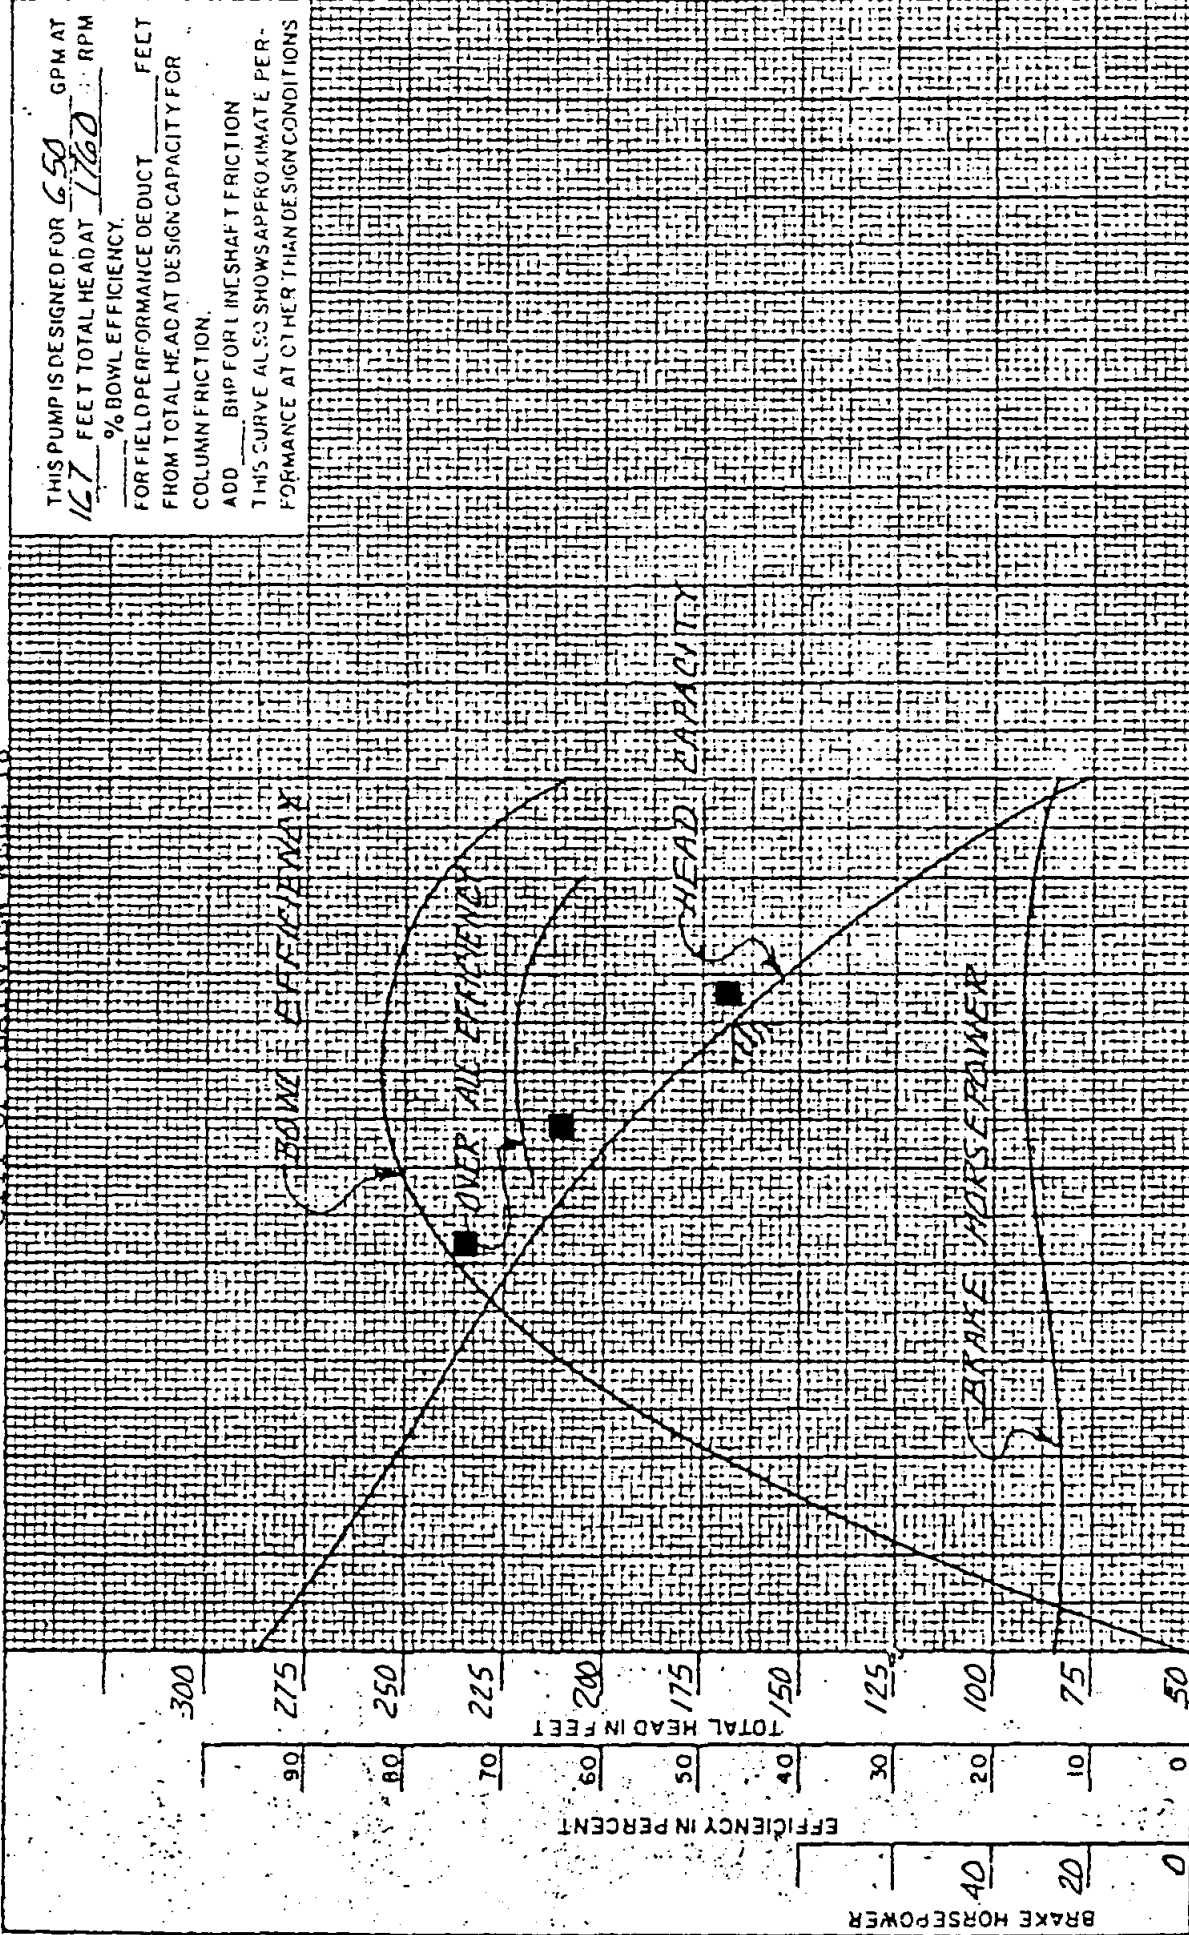 THIS PUMP IS DESIGNED FOR 650 GPM AT
167 FEET TOTAL HEAD AT 1760 RPM
% BOWL EFFICIENCY.
FOR FIELD PERFORMANCE DEDUCT FEET
FROM TOTAL HEAD AT DESIGN CAPACITY FOR
COLUMN FRICTION.
ADD BHP FOR LINESHAFT FRICTION
THIS CURVE ALSO SHOWS APPROXIMATE PER-
FORMANCE AT OTHER THAN DESIGN CONDITIONS
BOWL EFFICIENCY
OVER ALL EFFICIENCY
HEAD-CAPACITY
BRAKE HORSEPOWER
300
275
250
225
200
175
150
125
100
75
50
TOTAL HEAD IN FEET
90
80
70
60
50
40
30
20
10
0
EFFICIENCY IN PERCENT
40
20
0
BRAKE HORSEPOWER